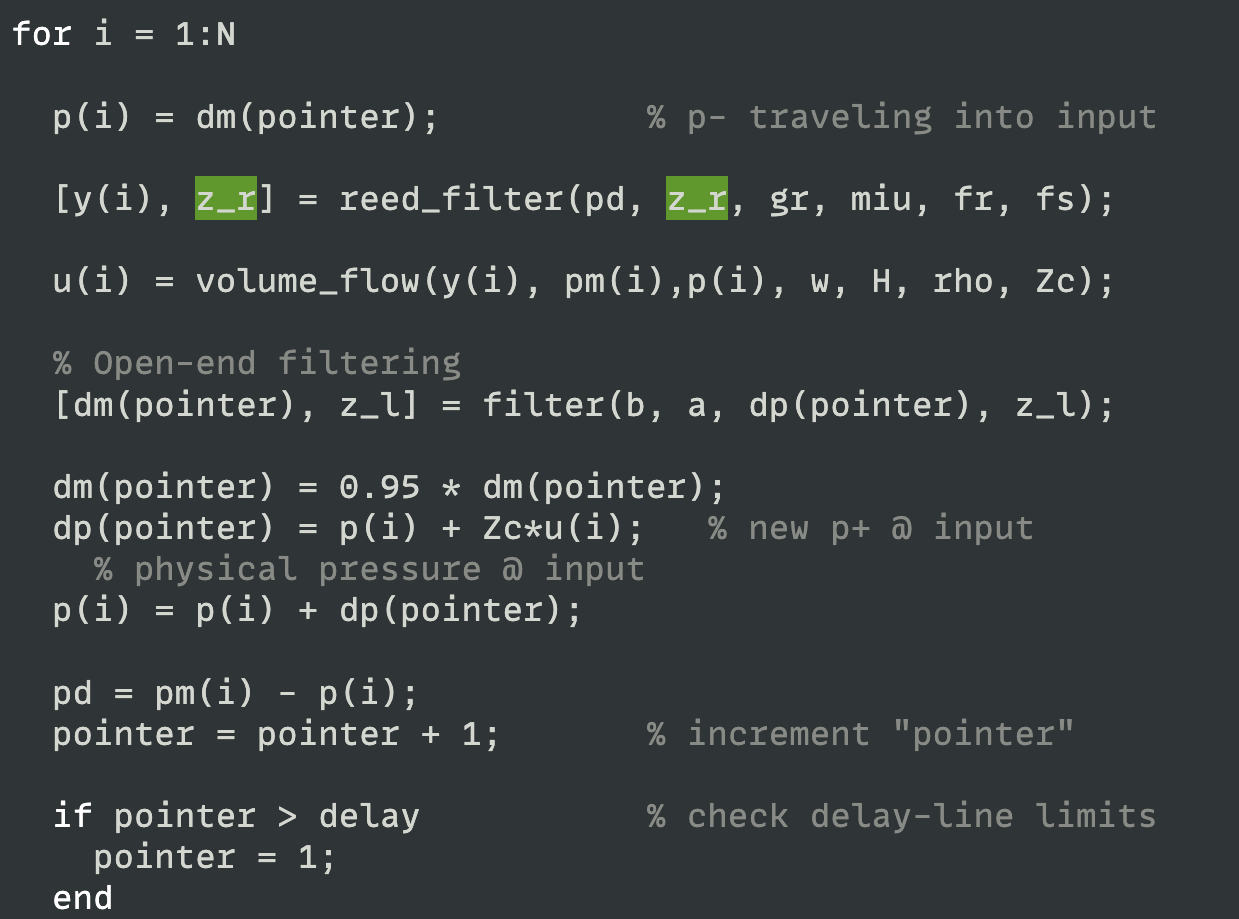 for i = 1:N
p(i) = dm(pointer); % p- traveling into input
[y(i), z_r] = reed_filter(pd, z_r, gr, miu, fr, fs);
u(i) = volume_flow(y(i), pm(i),p(i), w, H, rho, Zc);
% Open-end filtering
[dm(pointer), z_l] = filter(b, a, dp(pointer), z_l);
dm(pointer) = 0.95 * dm(pointer);
dp(pointer) = p(i) + Zc*u(i); % new p+ @ input
% physical pressure @ input
p(i) = p(i) + dp(pointer);
pd = pm(i) - p(i);
pointer = pointer + 1; % increment "pointer"
if pointer > delay % check delay-line limits
pointer = 1;
end